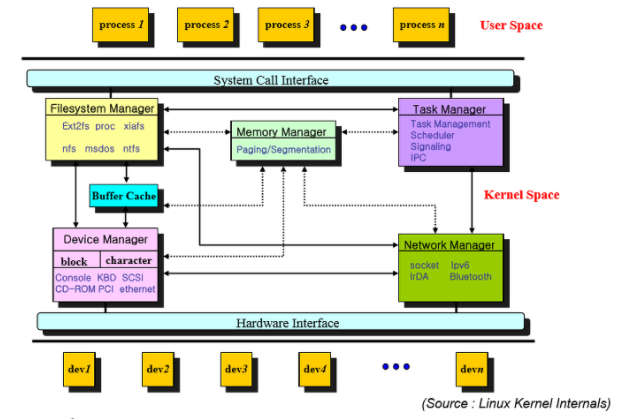 process 1 process 2 process 3 process n User Space
System Call Interface
Filesystem Manager
Ext2fs proc xiafs
nfs msdos ntfs
Memory Manager
Paging/Segmentation
Task Manager
Task Management
Scheduler
Signaling
IPC
Buffer Cache
Kernel Space
Device Manager
block character
Console KBD SCSI
CD-ROM PCI ethernet
Network Manager
socket Ipv6
IrDA Bluetooth
Hardware Interface
dev1 dev2 dev3 dev4 devn
(Source : Linux Kernel Internals)